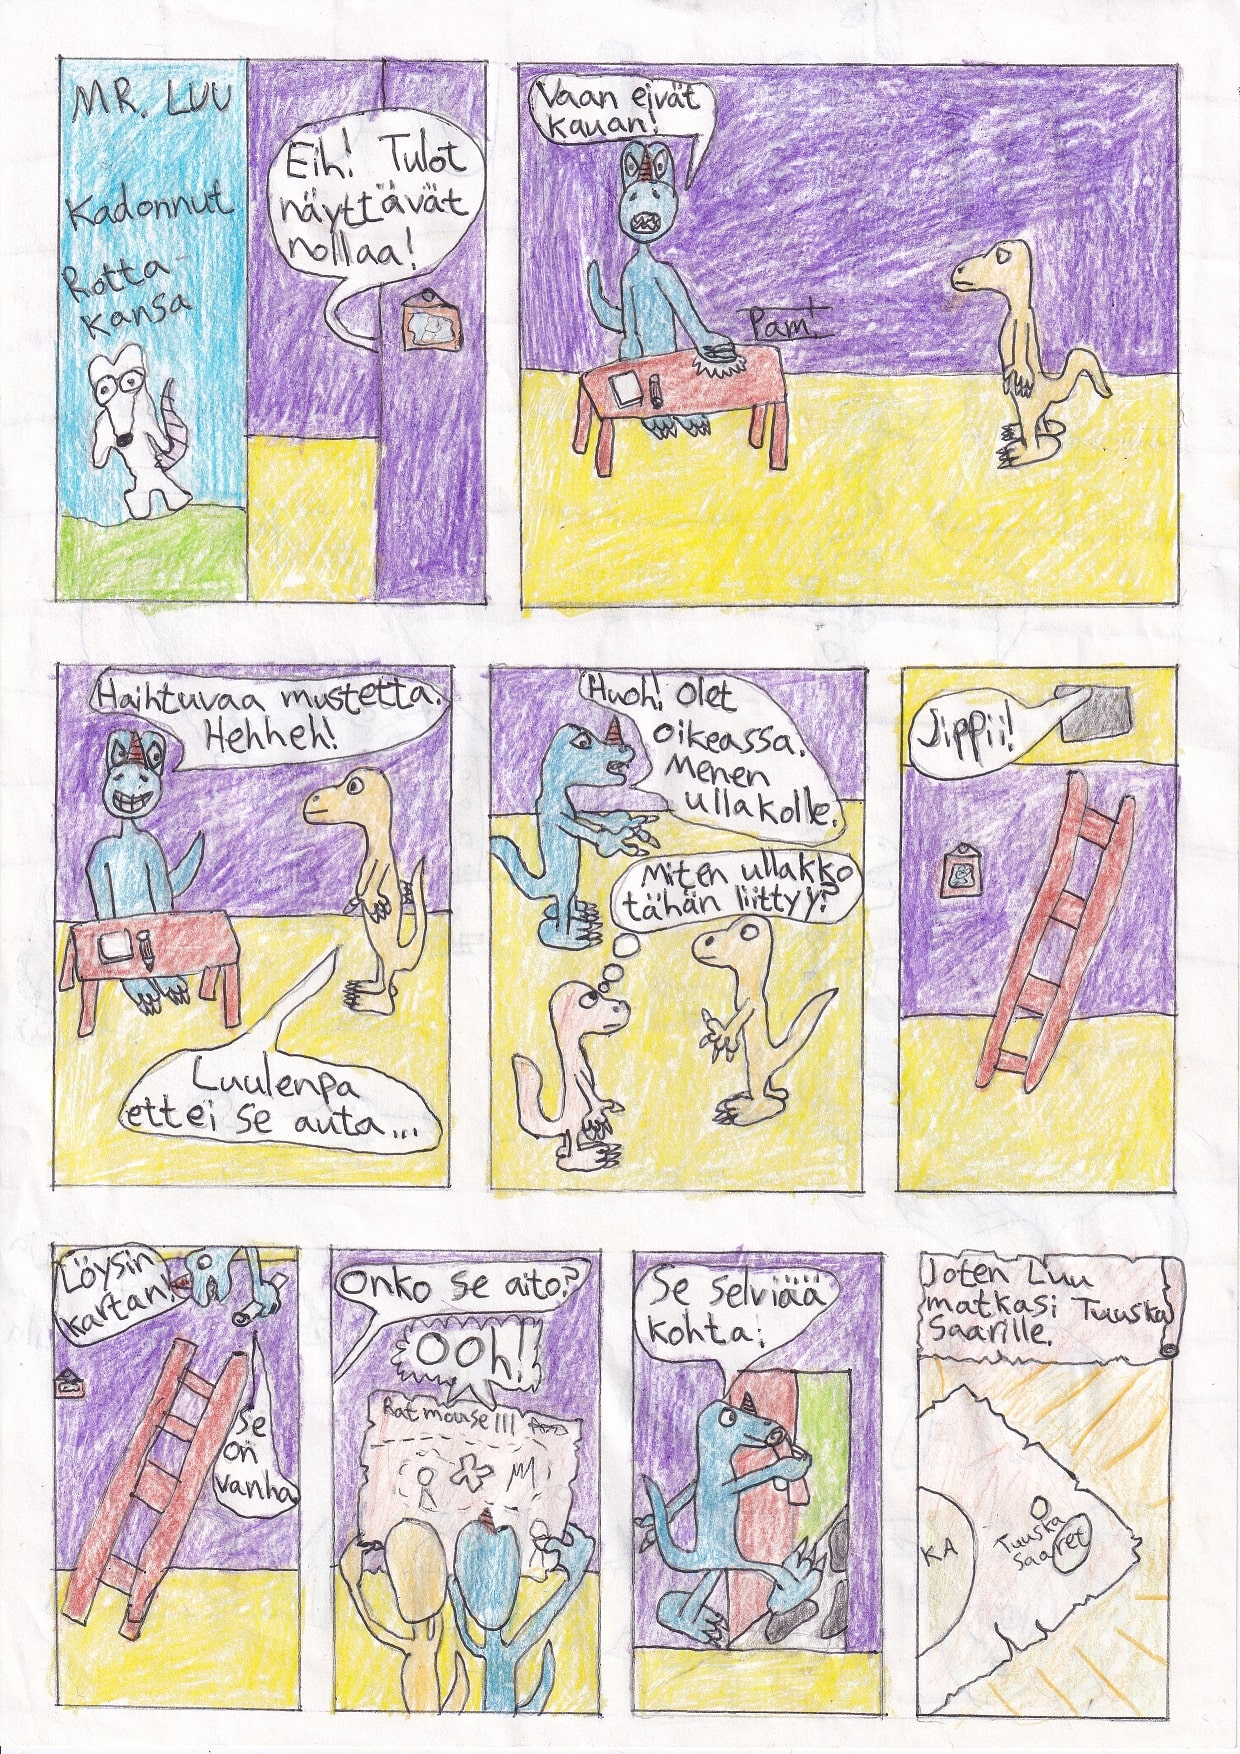 MR. LUU
Kadonnut
Rotta-
kansa
Eih! Tulot
näyttävät
nollaa!
Vaan eivät
kauan!
Pam!
Haihtuvaa mustetta.
Hehheh!
Luulenpa
ettei se auta...
Huoh! Olet
oikeassa.
Menen
ullakolle.
Miten ullakko
tähän liittyy?
Jippii!
Löysin
kartan!
Se
on
vanha
Onko se aito?
Ooh!
Rat mouse III
Se selviää
kohta.
Joten Luu
matkasi Tuuska
Saarille.
KA
Tuuska
Saaret